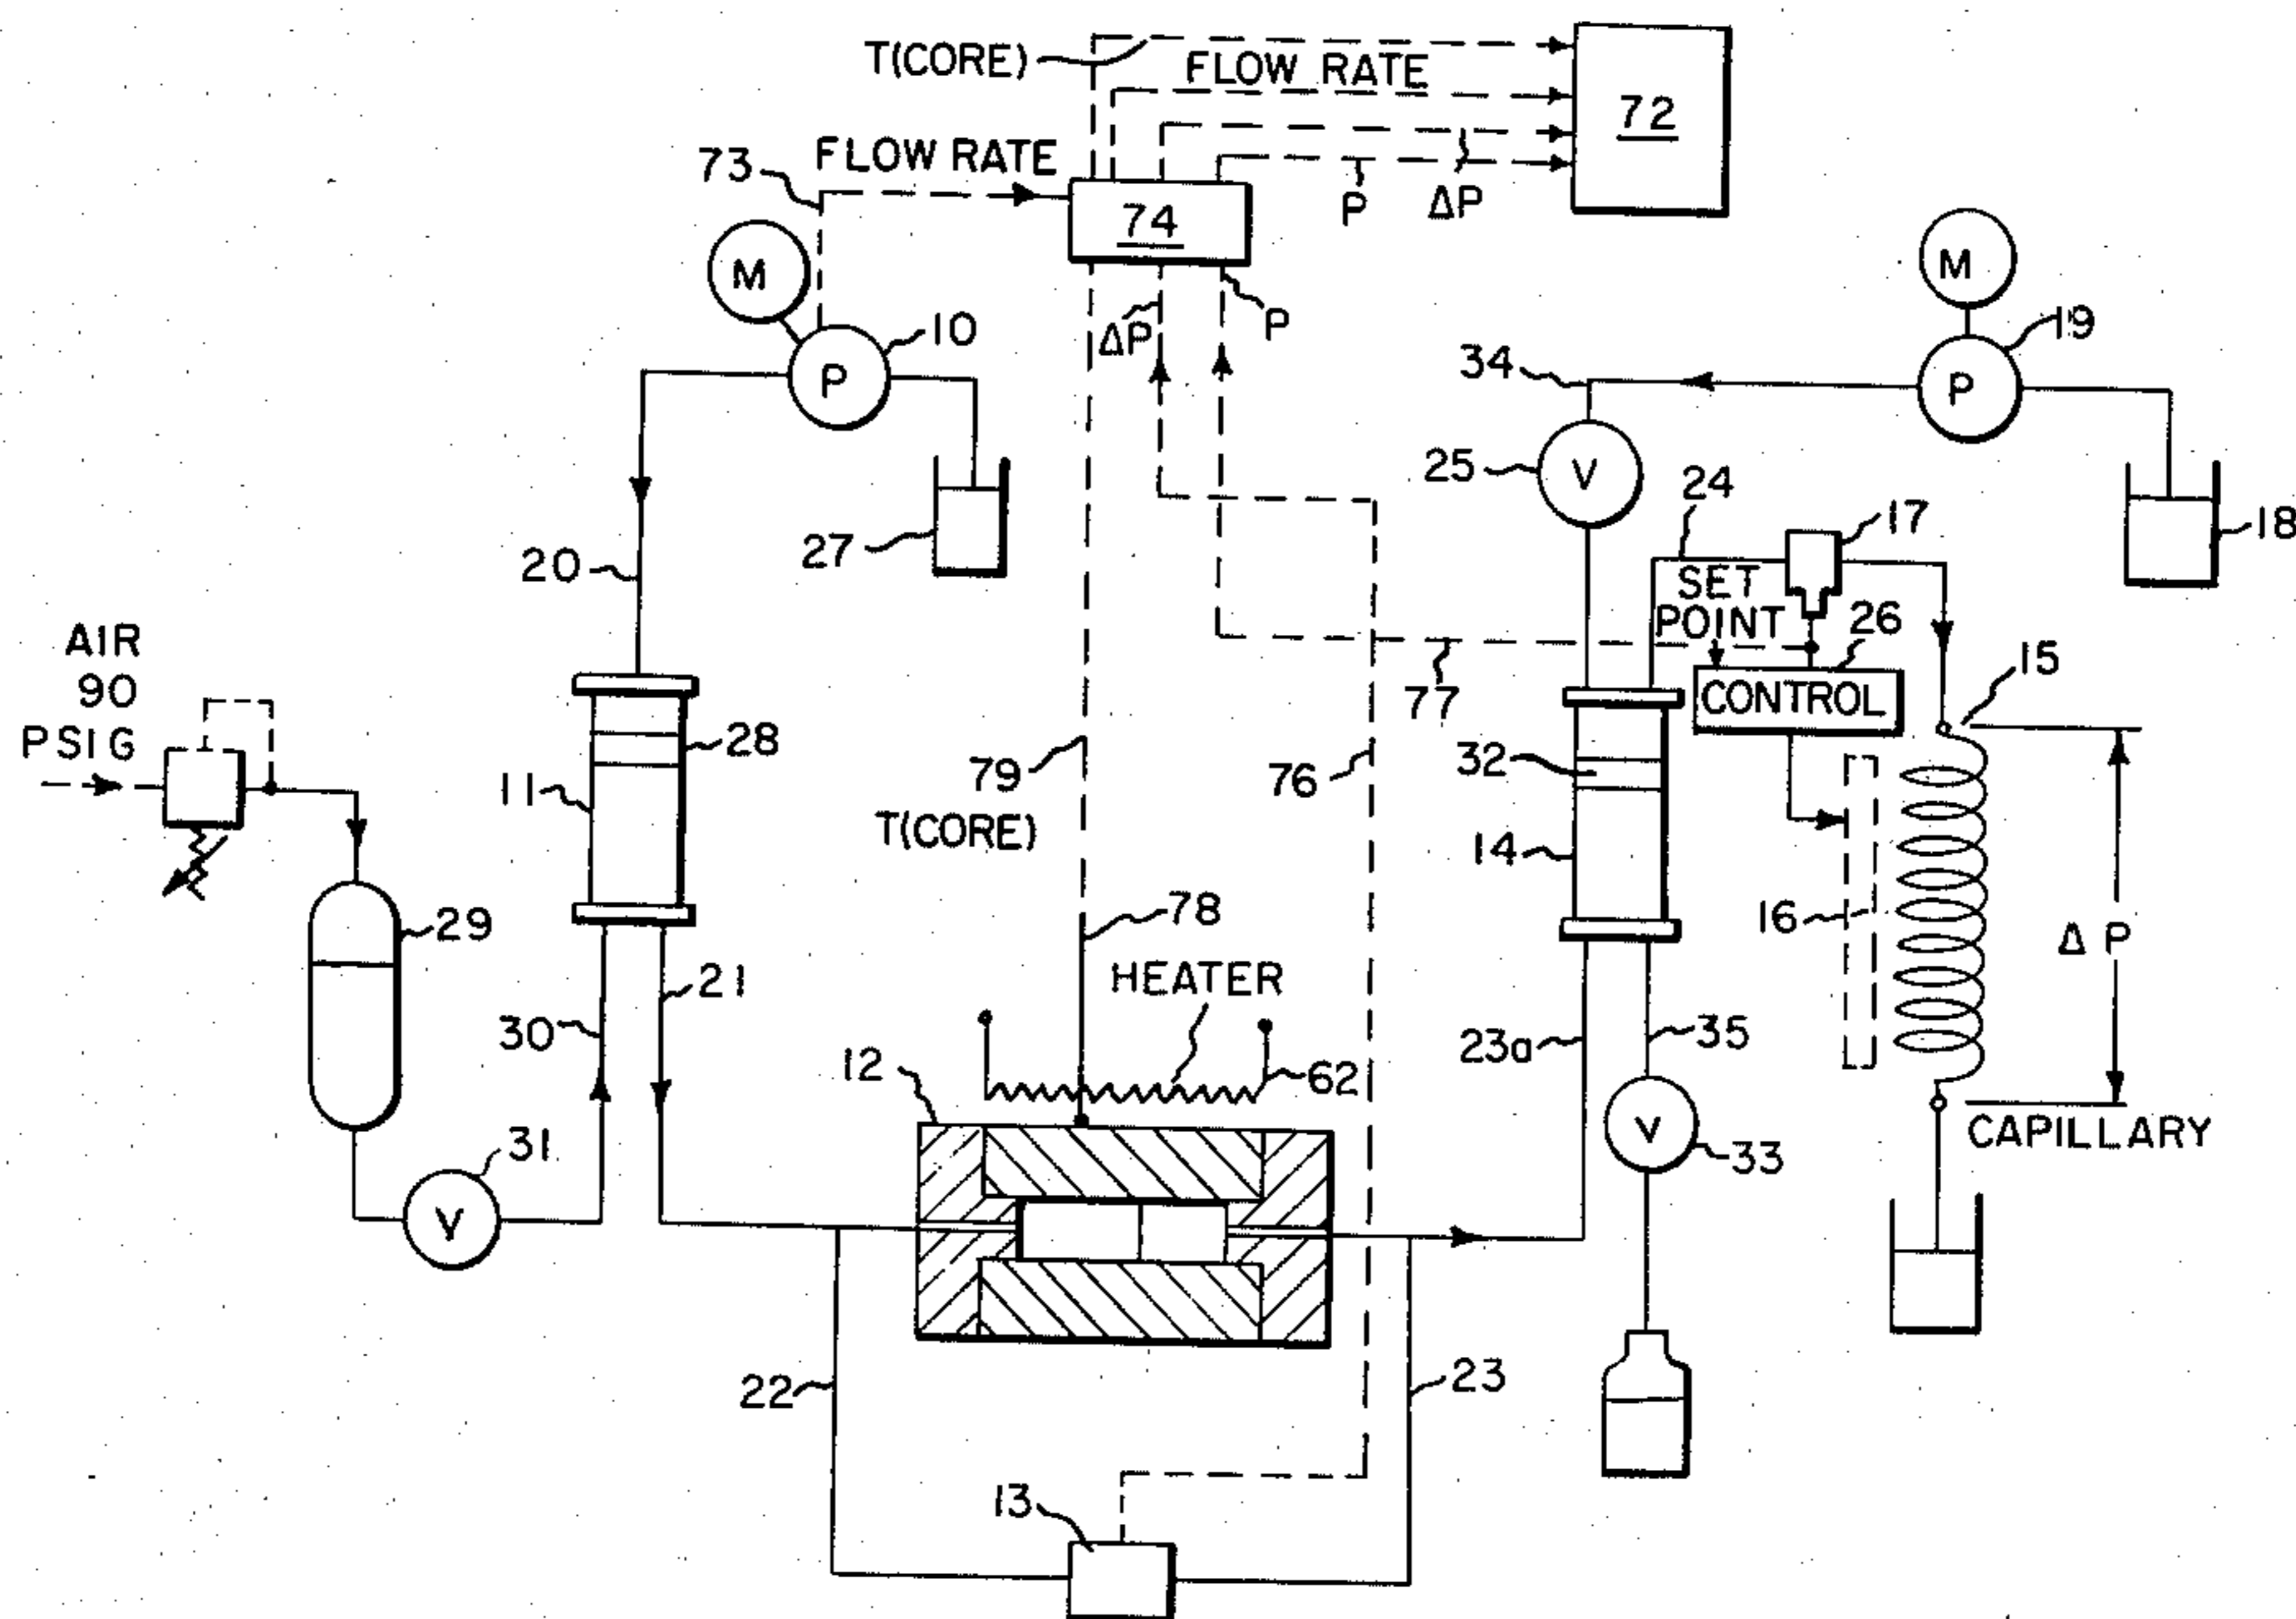 T(CORE)
FLOW RATE
72
73
FLOW RATE
74
P
ΔP
M
M
10
ΔP
P
19
P
34
P
25
V
24
17
18
20
27
SET
POINT
26
AIR
90
PSIG
15
77
CONTROL
28
11
79
76
32
T(CORE)
14
16
78
ΔP
29
21
HEATER
30
23a
35
12
62
31
V
V
33
CAPILLARY
22
23
13